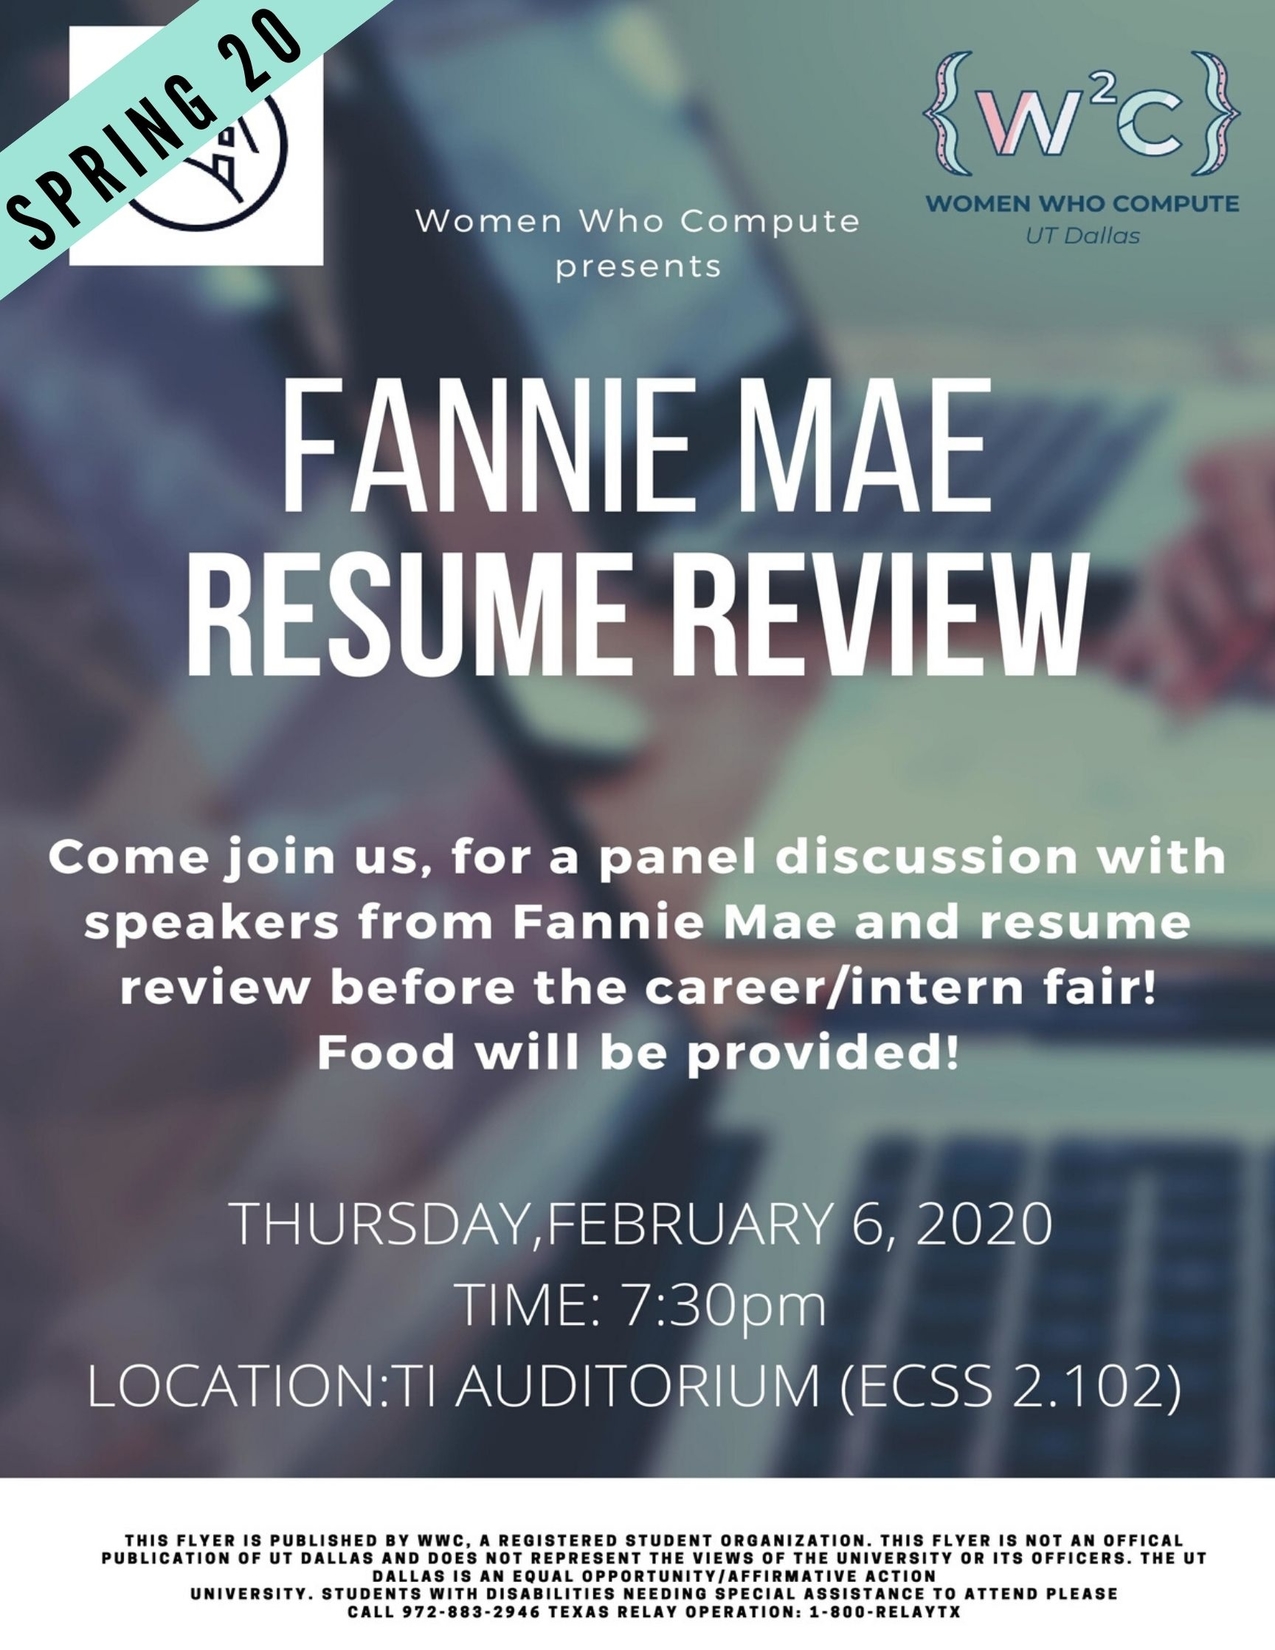 SPRING 20
{W²C}
WOMEN WHO COMPUTE
UT Dallas
Women Who Compute
presents
FANNIE MAE
RESUME REVIEW
Come join us, for a panel discussion with
speakers from Fannie Mae and resume
review before the career/intern fair!
Food will be provided!
THURSDAY,FEBRUARY 6, 2020
TIME: 7:30pm
LOCATION:TI AUDITORIUM (ECSS 2.102)
THIS FLYER IS PUBLISHED BY WWC, A REGISTERED STUDENT ORGANIZATION. THIS FLYER IS NOT AN OFFICAL
PUBLICATION OF UT DALLAS AND DOES NOT REPRESENT THE VIEWS OF THE UNIVERSITY OR ITS OFFICERS. THE UT
DALLAS IS AN EQUAL OPPORTUNITY/AFFIRMATIVE ACTION
UNIVERSITY. STUDENTS WITH DISABILITIES NEEDING SPECIAL ASSISTANCE TO ATTEND PLEASE
CALL 972-883-2946 TEXAS RELAY OPERATION: 1-800-RELAYTX